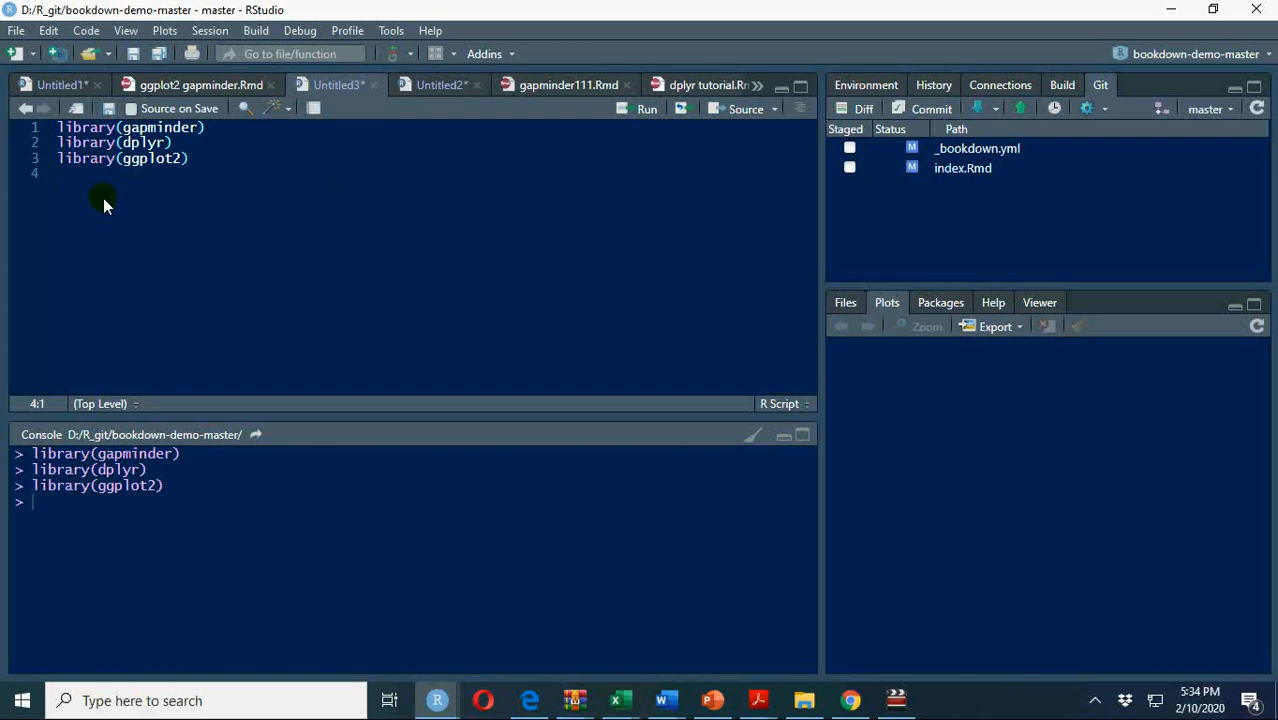 D:/R_git/bookdown-demo-master - master - RStudio
File Edit Code View Plots Session Build Debug Profile Tools Help
Go to file/function Addins bookdown-demo-master
Untitled1* ggplot2 gapminder.Rmd Untitled3* Untitled2* gapminder111.Rmd dplyr tutorial.Rr
Source on Save Run Source
1 library(gapminder)
2 library(dplyr)
3 library(ggplot2)
4
4:1 (Top Level) R Script
Console D:/R_git/bookdown-demo-master/
> library(gapminder)
> library(dplyr)
> library(ggplot2)
>
Environment History Connections Build Git
Diff Commit master
Staged Status Path
M _bookdown.yml
M index.Rmd
Files Plots Packages Help Viewer
Zoom Export
Type here to search
5:34 PM
2/10/2020
4